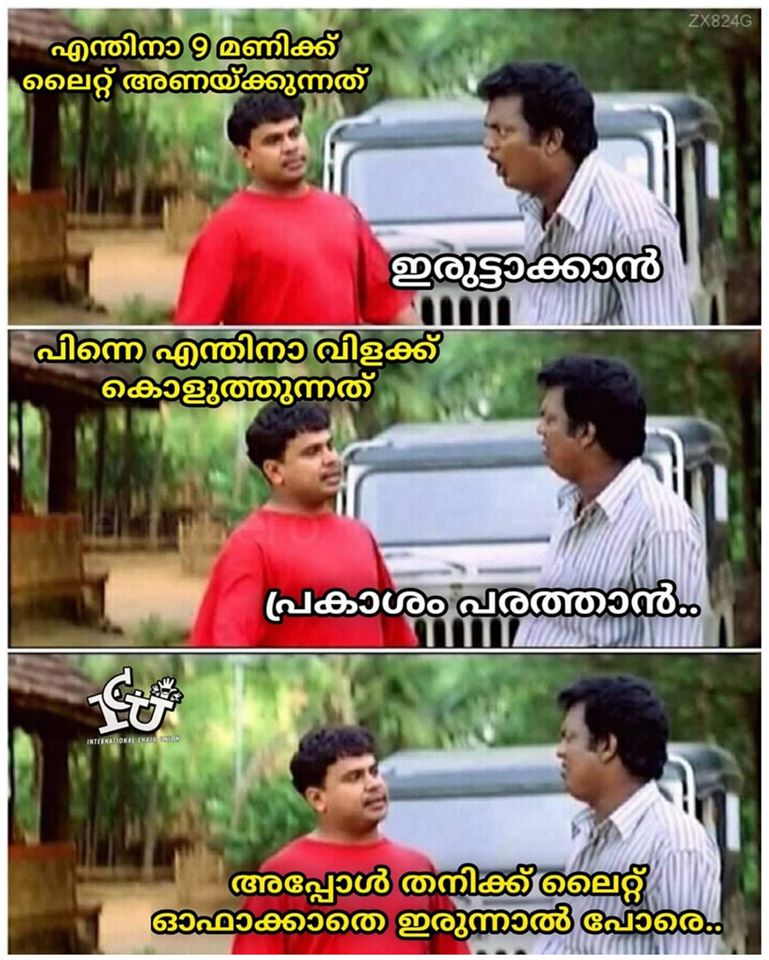 ZX824G
എന്തിനാ 9 മണിക്ക്
ലൈറ്റ് അണയ്ക്കുന്നത്
ഇരുട്ടാക്കാൻ
പിന്നെ എന്തിനാ വിളക്ക്
കൊളുത്തുന്നത്
പ്രകാശം പരത്താൻ..
ICU
INTERNATIONAL CHALU UNION
അപ്പോൾ തനിക്ക് ലൈറ്റ്
ഓഫാക്കാതെ ഇരുന്നാൽ പോരെ..